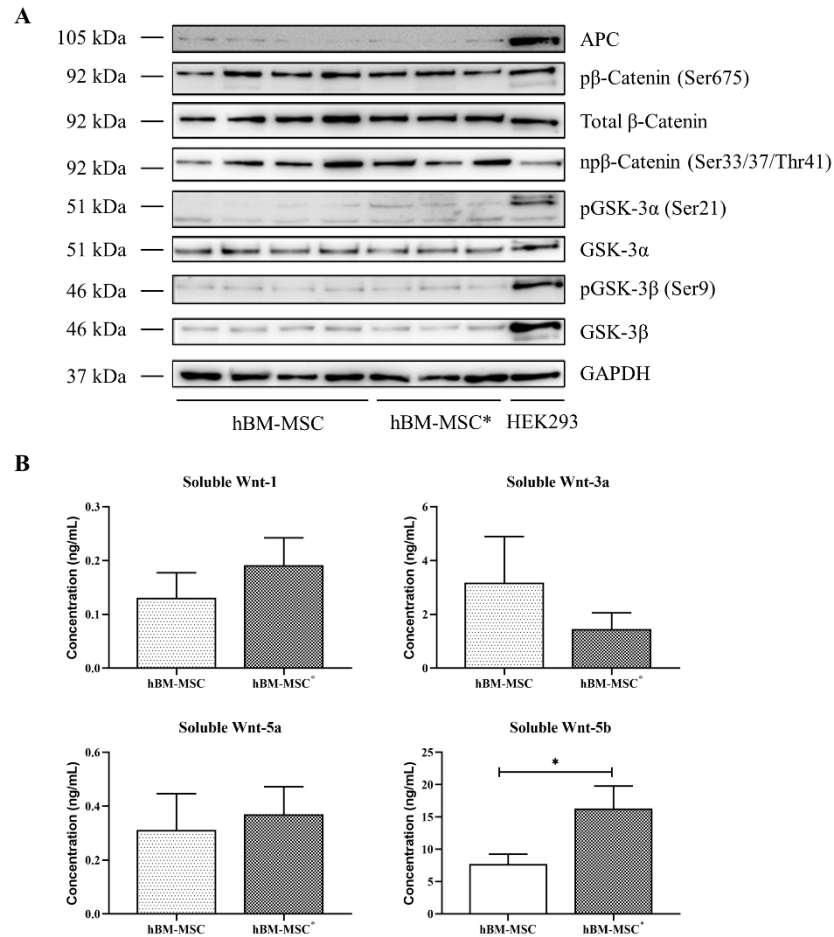 A
105 kDa — APC
92 kDa — pβ-Catenin (Ser675)
92 kDa — Total β-Catenin
92 kDa — npβ-Catenin (Ser33/37/Thr41)
51 kDa — pGSK-3α (Ser21)
51 kDa — GSK-3α
46 kDa — pGSK-3β (Ser9)
46 kDa — GSK-3β
37 kDa — GAPDH
hBM-MSC hBM-MSC* HEK293
B
Soluble Wnt-1
Concentration (ng/mL)
0.3
0.2
0.1
0.0
hBM-MSC hBM-MSC*
Soluble Wnt-3a
Concentration (ng/mL)
6
4
2
0
hBM-MSC hBM-MSC*
Soluble Wnt-5a
Concentration (ng/mL)
0.6
0.4
0.2
0.0
hBM-MSC hBM-MSC*
Soluble Wnt-5b
Concentration (ng/mL)
25
20
15
10
5
0
*
hBM-MSC hBM-MSC*